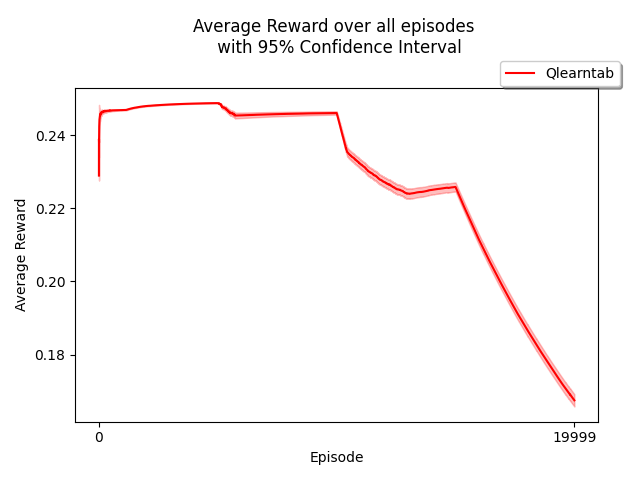 Average Reward over all episodes
with 95% Confidence Interval
Qlearntab
0.24
0.22
0.20
0.18
Average Reward
0
19999
Episode